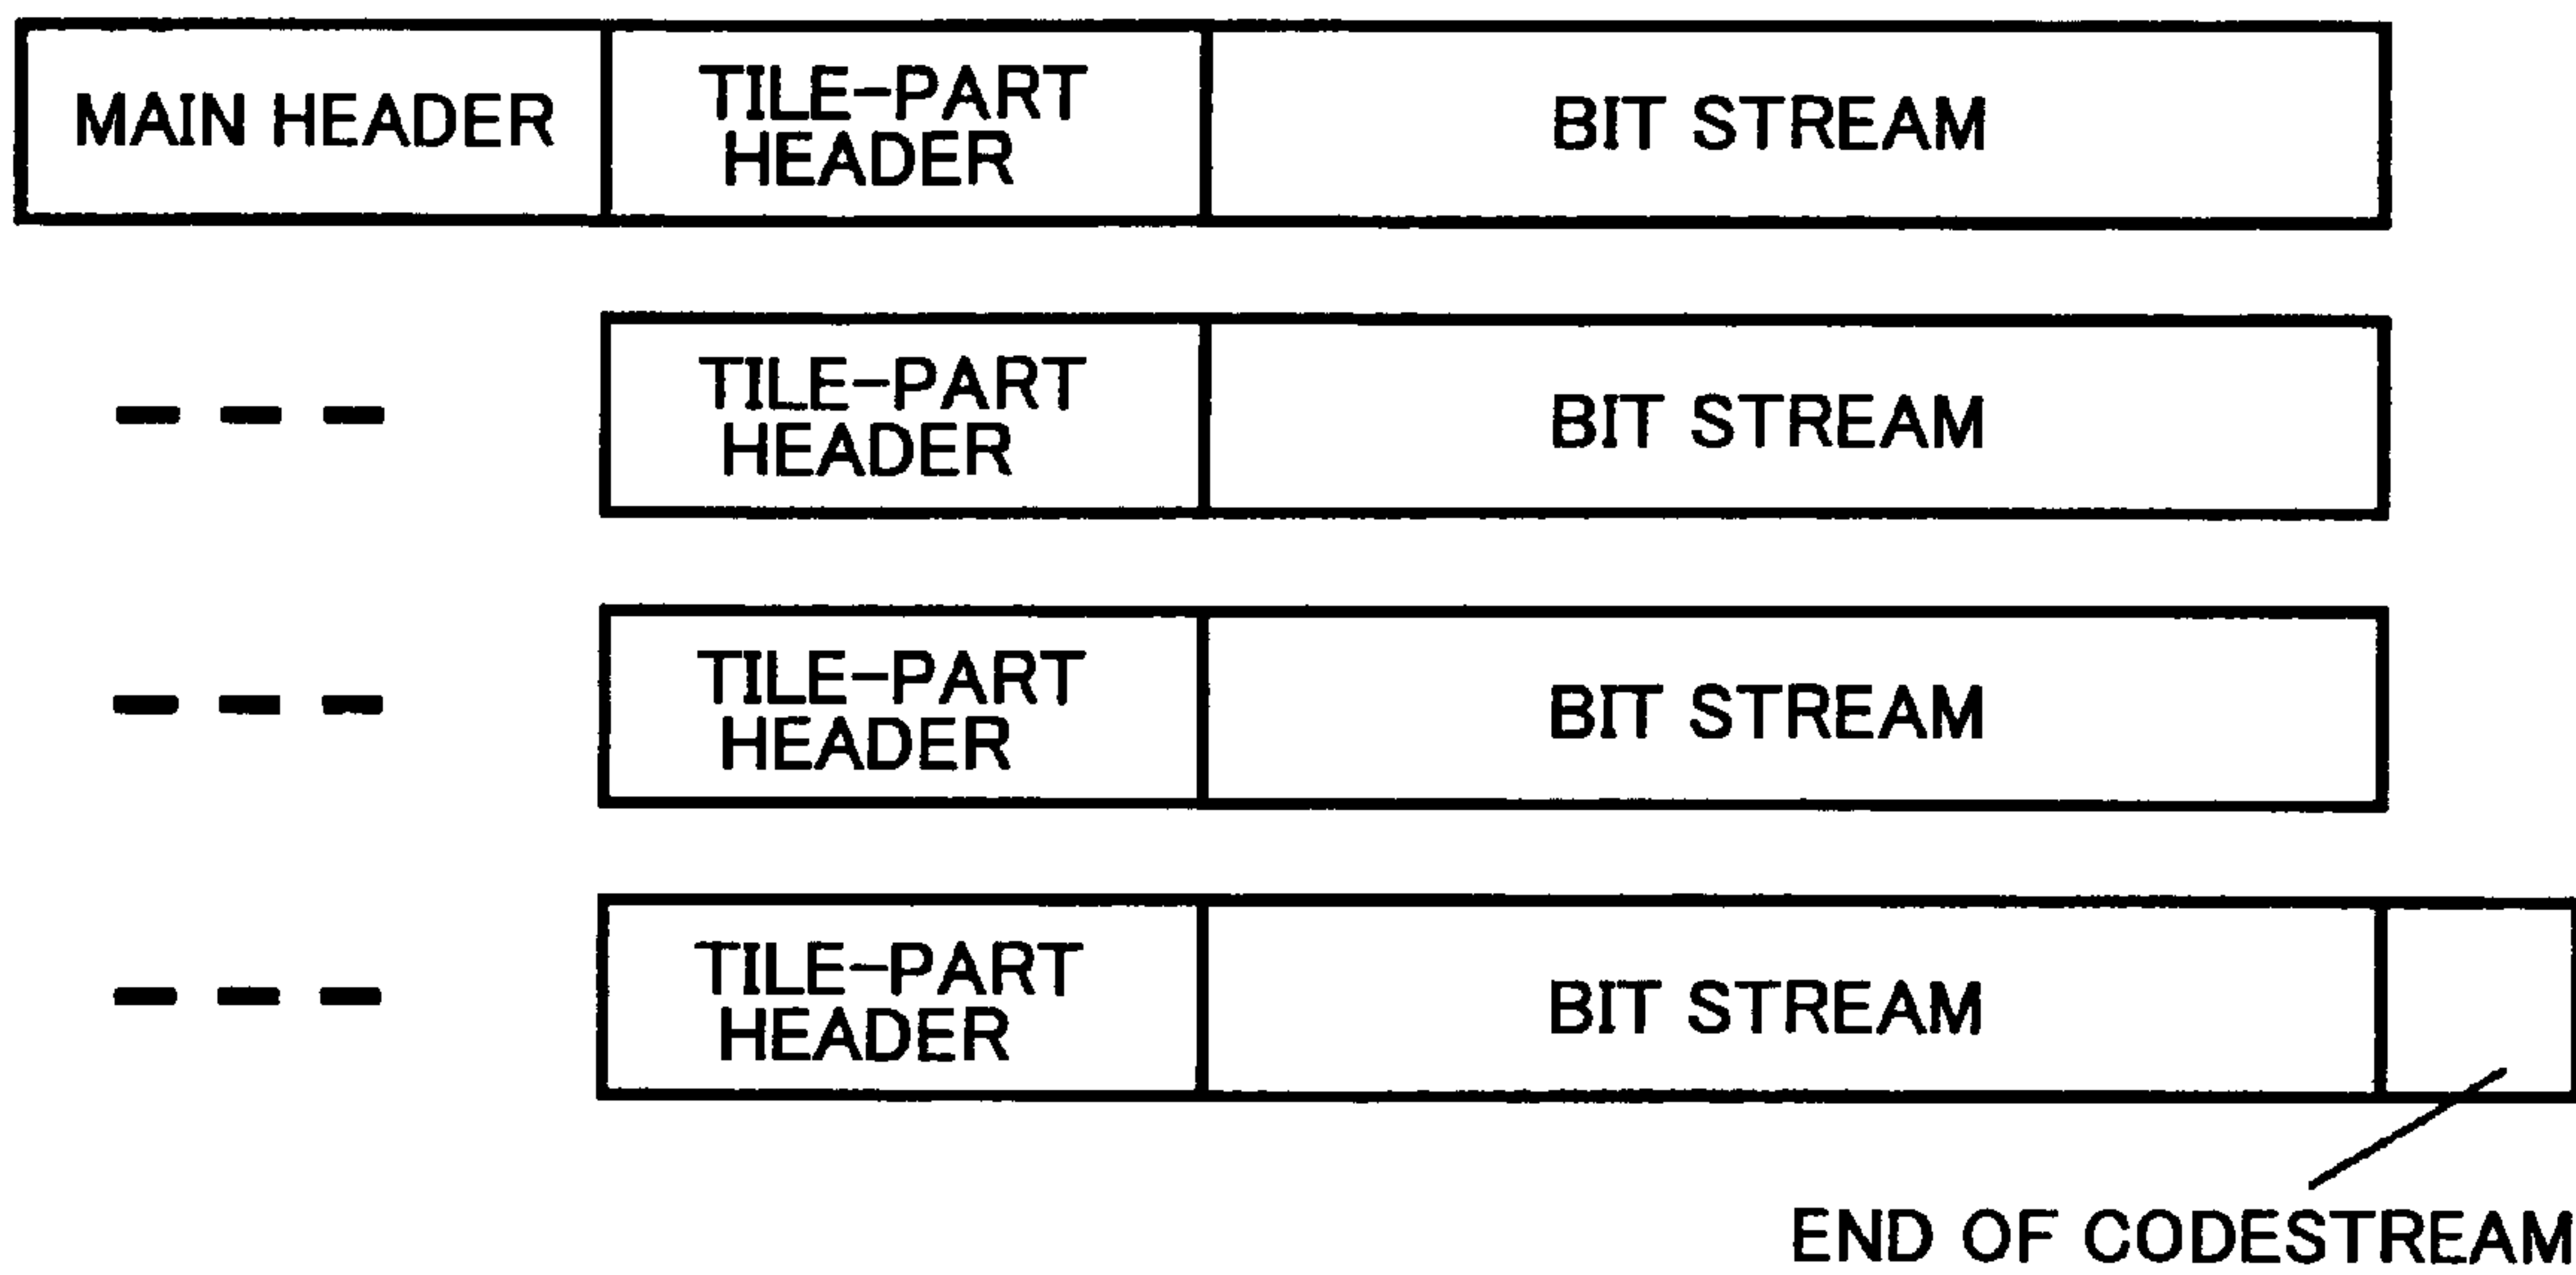 MAIN HEADER
TILE-PART
HEADER
BIT STREAM
TILE-PART
HEADER
BIT STREAM
TILE-PART
HEADER
BIT STREAM
TILE-PART
HEADER
BIT STREAM
END OF CODESTREAM